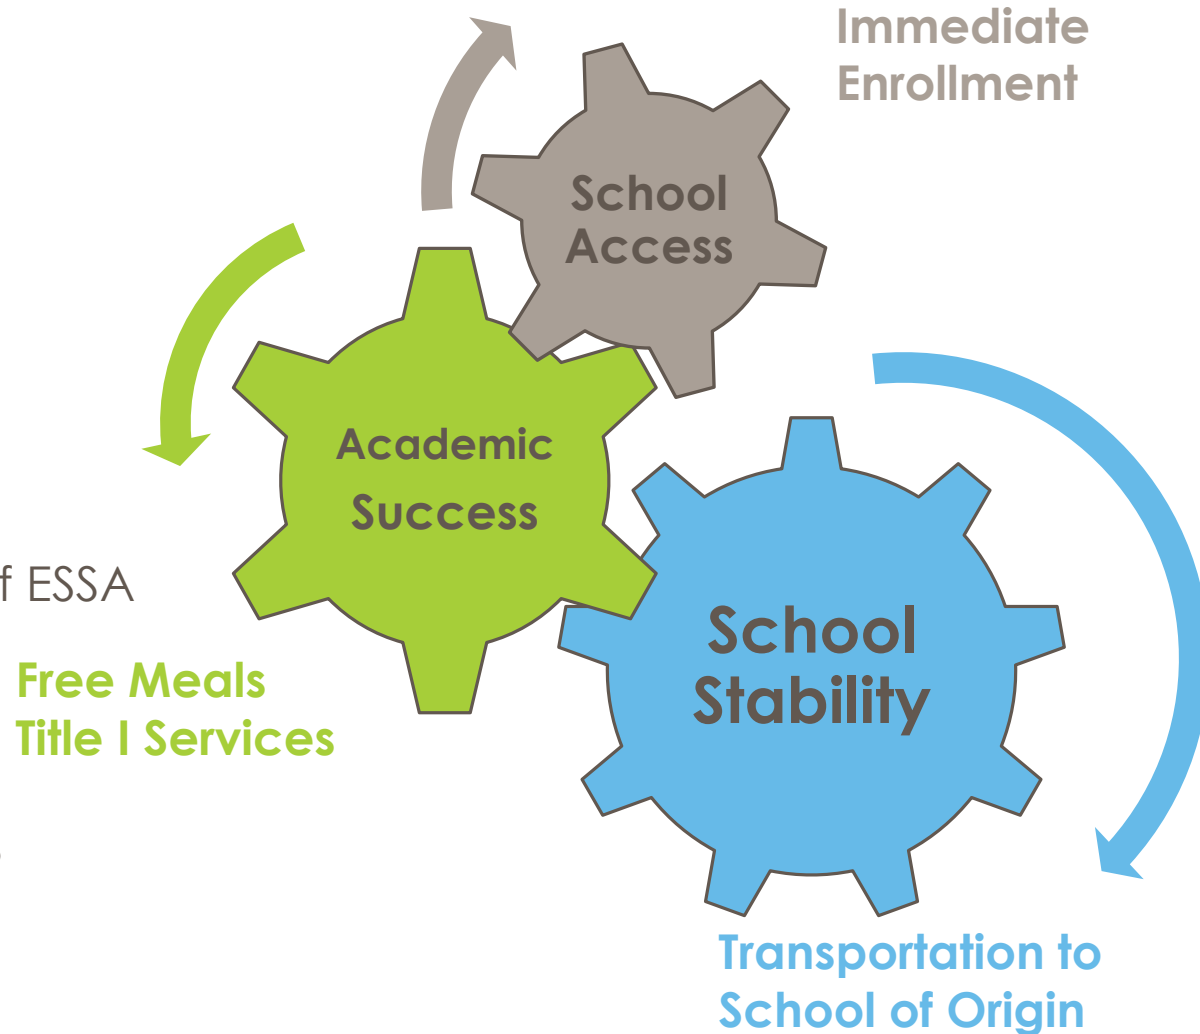 Immediate
Enrollment
School
Access
Academic
Success
ESSA
School
Stability
Free Meals
Title I Services
Transportation to
School of Origin